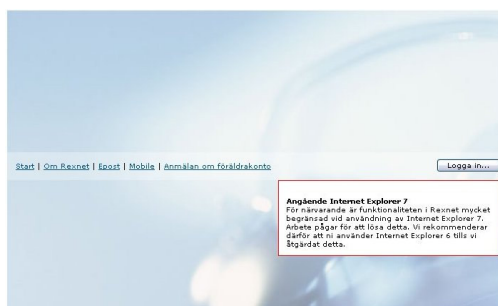 Start | Om Rexnet | Epost | Mobile | Anmälan om föräldrakonto
Logga in...
Angående Internet Explorer 7
För närvarande är funktionaliteten i Rexnet mycket
begränsad vid användning av Internet Explorer 7.
Arbete pågar för att lösa detta. Vi rekommenderar
därför att ni använder Internet Explorer 6 tills vi
åtgärdat detta.